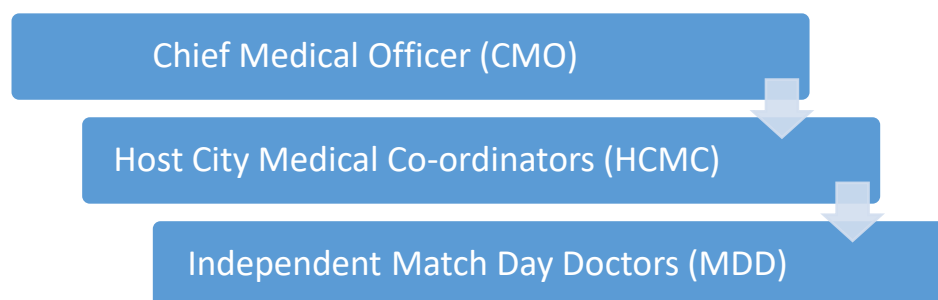 Chief Medical Officer (CMO)
Host City Medical Co-ordinators (HCMC)
Independent Match Day Doctors (MDD)